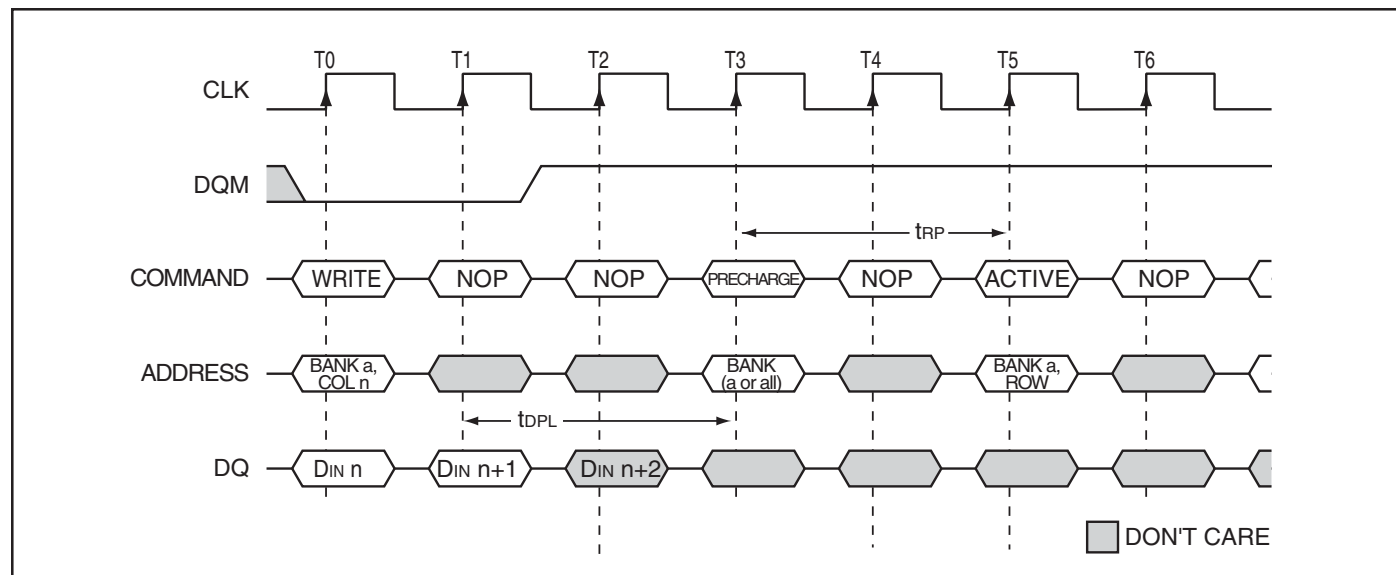 T0 T1 T2 T3 T4 T5 T6
CLK
DQM
tRP
COMMAND WRITE NOP NOP PRECHARGE NOP ACTIVE NOP
ADDRESS BANK a, COL n BANK (a or all) BANK a, ROW
tDPL
DQ DIN n DIN n+1 DIN n+2
DON'T CARE